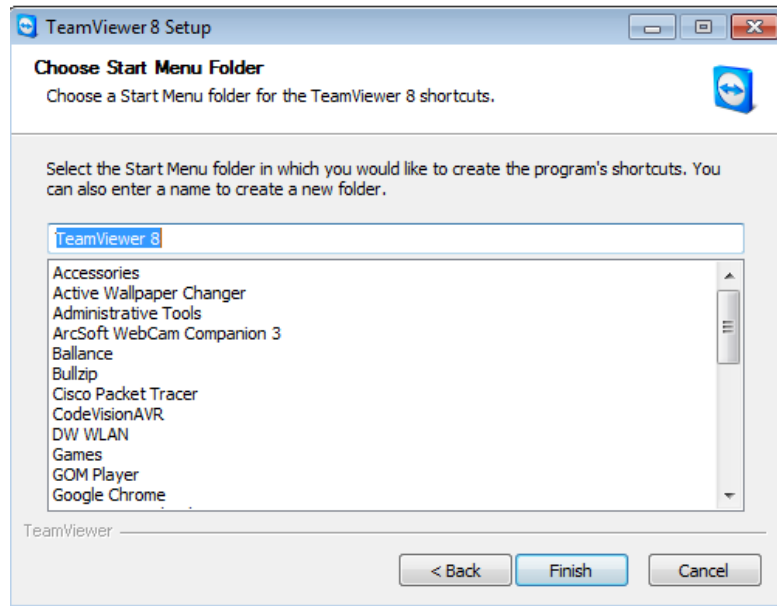 TeamViewer 8 Setup
Choose Start Menu Folder
Choose a Start Menu folder for the TeamViewer 8 shortcuts.
Select the Start Menu folder in which you would like to create the program's shortcuts. You
can also enter a name to create a new folder.
TeamViewer 8
Accessories
Active Wallpaper Changer
Administrative Tools
ArcSoft WebCam Companion 3
Ballance
Bullzip
Cisco Packet Tracer
CodeVisionAVR
DW WLAN
Games
GOM Player
Google Chrome
TeamViewer
< Back
Finish
Cancel